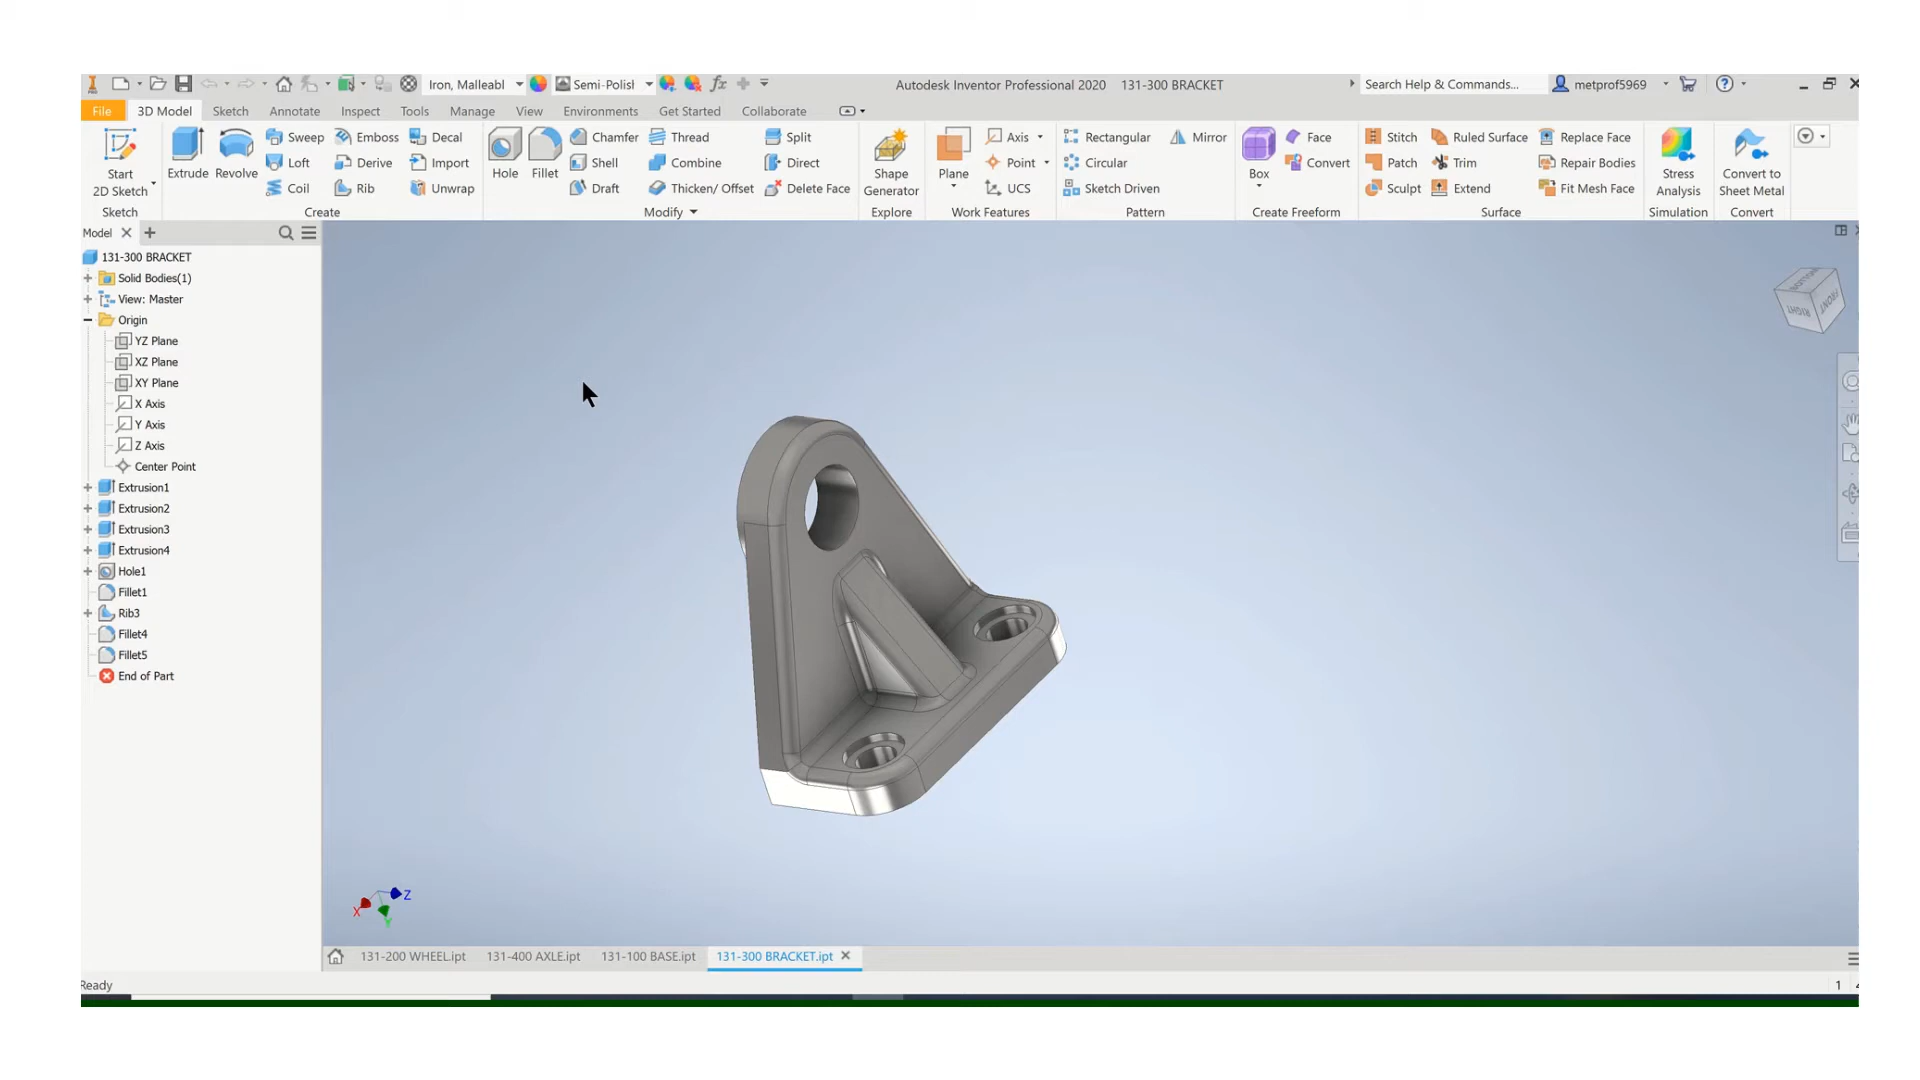 Iron, Malleabl Semi-Polish fx Autodesk Inventor Professional 2020 131-300 BRACKET Search Help & Commands... metprof5969
File 3D Model Sketch Annotate Inspect Tools Manage View Environments Get Started Collaborate
Start 2D Sketch Extrude Revolve Sweep Emboss Decal Hole Fillet Chamfer Thread Split Shape Generator Plane Axis Rectangular Mirror Box Face Stitch Ruled Surface Replace Face Stress Analysis Convert to Sheet Metal
Loft Derive Import Shell Combine Direct Point Circular Convert Patch Trim Repair Bodies
Coil Rib Unwrap Draft Thicken/ Offset Delete Face UCS Sketch Driven Sculpt Extend Fit Mesh Face
Sketch Create Modify Explore Work Features Pattern Create Freeform Surface Simulation Convert
Model
131-300 BRACKET
Solid Bodies(1)
View: Master
Origin
YZ Plane
XZ Plane
XY Plane
X Axis
Y Axis
Z Axis
Center Point
Extrusion1
Extrusion2
Extrusion3
Extrusion4
Hole1
Fillet1
Rib3
Fillet4
Fillet5
End of Part
BOTTOM
RIGHT FRONT
Z
X
Y
131-200 WHEEL.ipt 131-400 AXLE.ipt 131-100 BASE.ipt 131-300 BRACKET.ipt
Ready 1